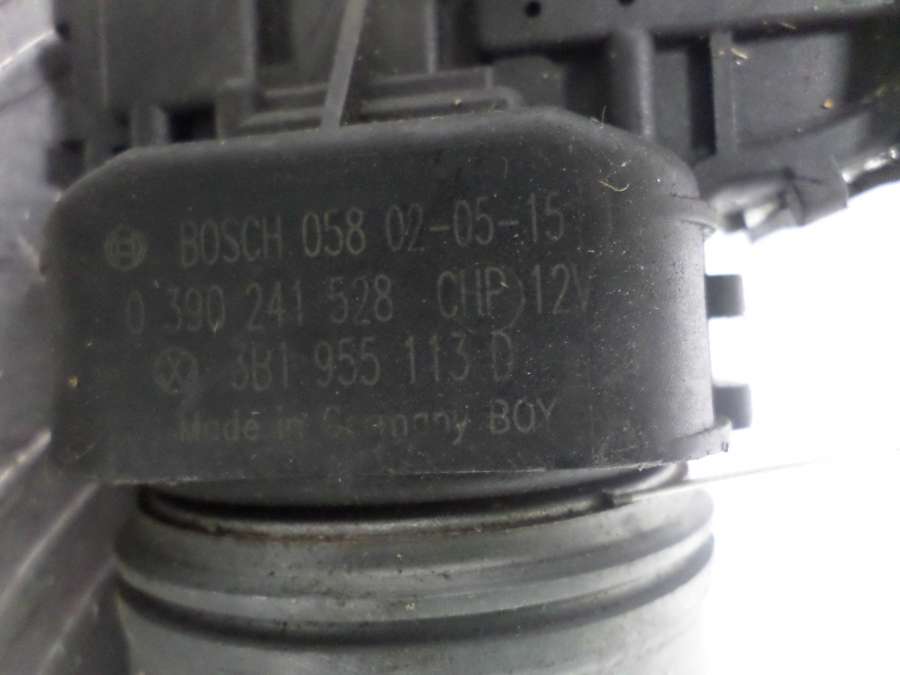 BOSCH 058 02-05-15
0 390 241 528 CHP 12V
3B1 955 113 D
Made in Germany BOY